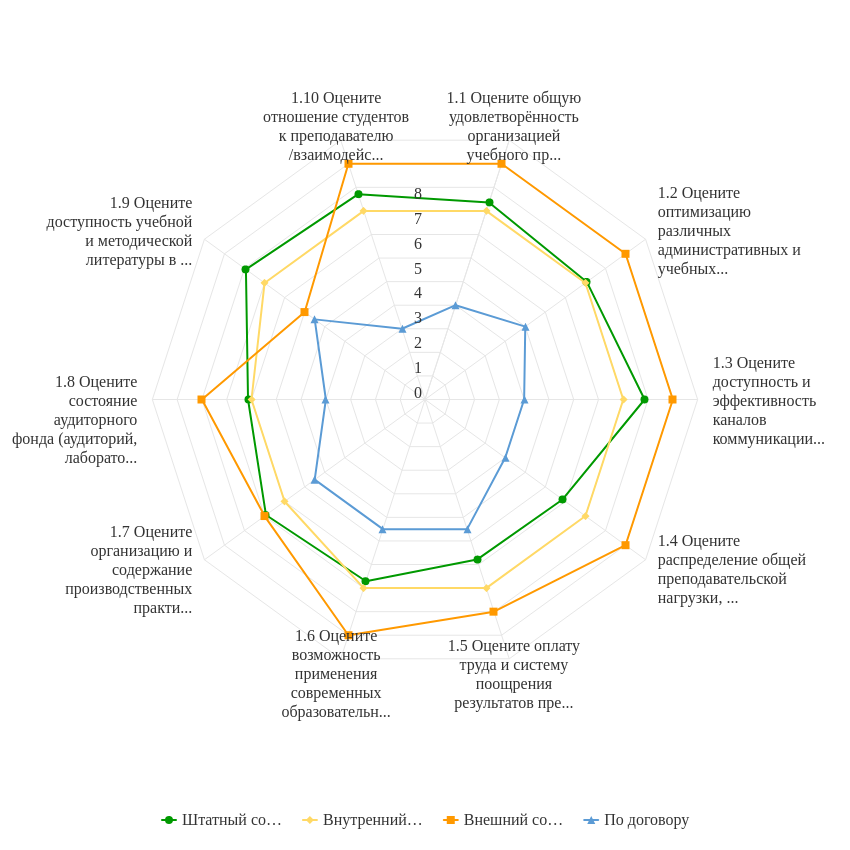 1.10 Оцените
отношение студентов
к преподавателю
/взаимодейс...
1.1 Оцените общую
удовлетворённость
организацией
учебного пр...
1.2 Оцените
оптимизацию
различных
административных и
учебных...
1.9 Оцените
доступность учебной
и методической
литературы в ...
8
7
6
5
4
3
2
1
0
1.3 Оцените
доступность и
эффективность
каналов
коммуникации...
1.8 Оцените
состояние
аудиторного
фонда (аудиторий,
лаборато...
1.4 Оцените
распределение общей
преподавательской
нагрузки, ...
1.7 Оцените
организацию и
содержание
производственных
практи...
1.6 Оцените
возможность
применения
современных
образовательн...
1.5 Оцените оплату
труда и систему
поощрения
результатов пре...
Штатный со... Внутренний... Внешний со... По договору